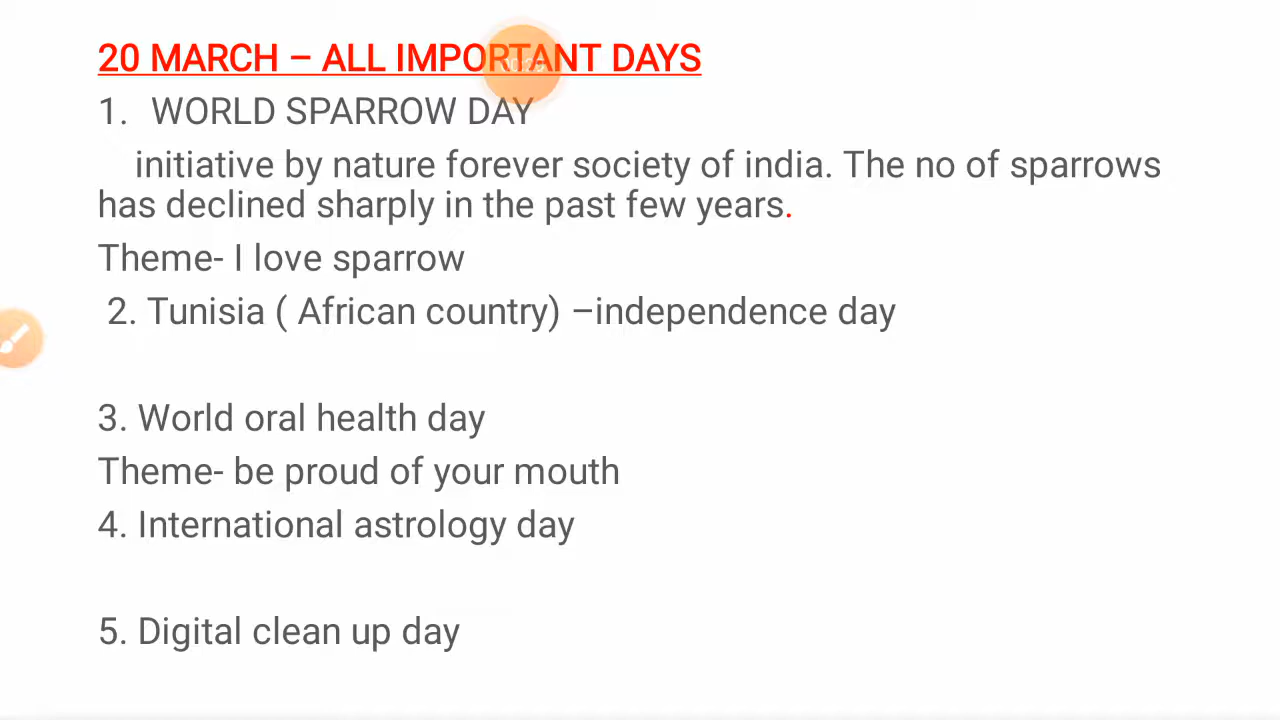 20 MARCH – ALL IMPORTANT DAYS
1. WORLD SPARROW DAY
initiative by nature forever society of india. The no of sparrows
has declined sharply in the past few years.
Theme- I love sparrow
2. Tunisia ( African country) –independence day
3. World oral health day
Theme- be proud of your mouth
4. International astrology day
5. Digital clean up day